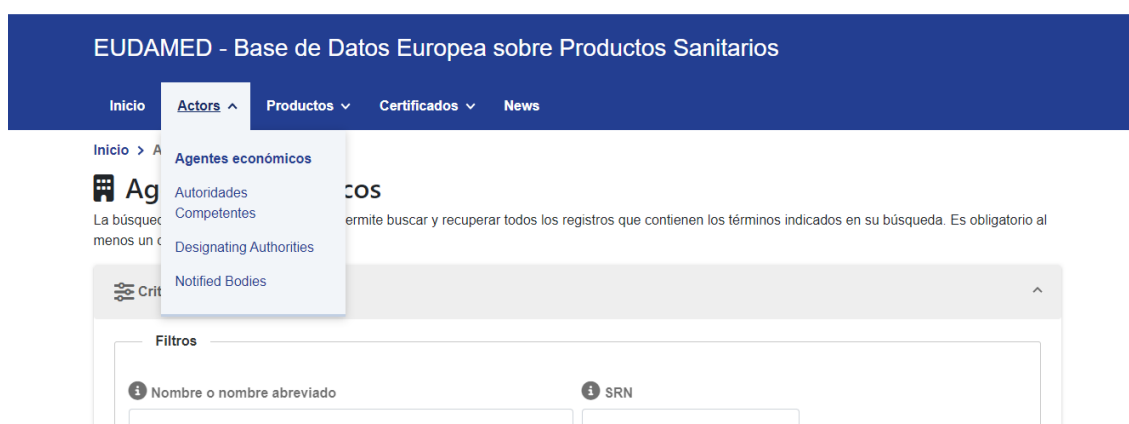 EUDAMED - Base de Datos Europea sobre Productos Sanitarios
Inicio Actors Productos Certificados News
Inicio > A
Agentes económicos
Ag cos
Autoridades
Competentes
La búsqued ermite buscar y recuperar todos los registros que contienen los términos indicados en su búsqueda. Es obligatorio al
menos un c
Designating Authorities
Notified Bodies
Crit
Filtros
Nombre o nombre abreviado SRN